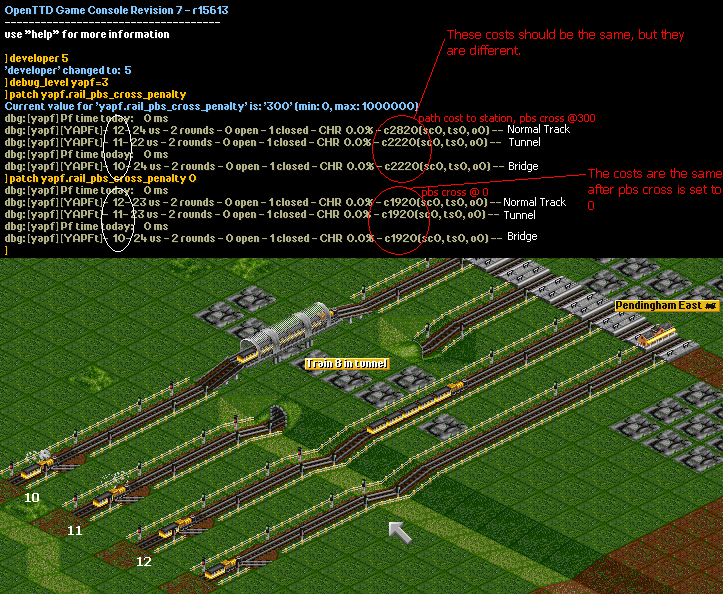 OpenTTD Game Console Revision 7 - r15613
------------------------------------
use "help" for more information
These costs should be the same, but they
are different.
]developer 5
'developer' changed to: 5
]debug_level yapf=3
]patch yapf.rail_pbs_cross_penalty
Current value for 'yapf.rail_pbs_cross_penalty' is: '300' (min: 0, max: 1000000)
path cost to station, pbs cross @300
dbg: [yapf] Pf time today: 0 ms
dbg: [yapf] [YAPFt]- 12- 24 us - 2 rounds - 0 open - 1 closed - CHR 0.0% - c2820(sc0, ts0, o0) -- Normal Track
dbg: [yapf] [YAPFt]- 11- 22 us - 2 rounds - 0 open - 1 closed - CHR 0.0% - c2220(sc0, ts0, o0) -- Tunnel
dbg: [yapf] Pf time today: 0 ms
dbg: [yapf] [YAPFt]- 10- 24 us - 2 rounds - 0 open - 1 closed - CHR 0.0% - c2220(sc0, ts0, o0) -- Bridge
]patch yapf.rail_pbs_cross_penalty 0
The costs are the same
after pbs cross is set to
0
pbs cross @ 0
dbg: [yapf] Pf time today: 0 ms
dbg: [yapf] [YAPFt]- 12- 23 us - 2 rounds - 0 open - 1 closed - CHR 0.0% - c1920(sc0, ts0, o0) -- Normal Track
dbg: [yapf] [YAPFt]- 11- 23 us - 2 rounds - 0 open - 1 closed - CHR 0.0% - c1920(sc0, ts0, o0) -- Tunnel
dbg: [yapf] Pf time today: 0 ms
dbg: [yapf] [YAPFt]- 10- 24 us - 2 rounds - 0 open - 1 closed - CHR 0.0% - c1920(sc0, ts0, o0) -- Bridge
]
Pendingham East
Train 8 in tunnel
10
11
12